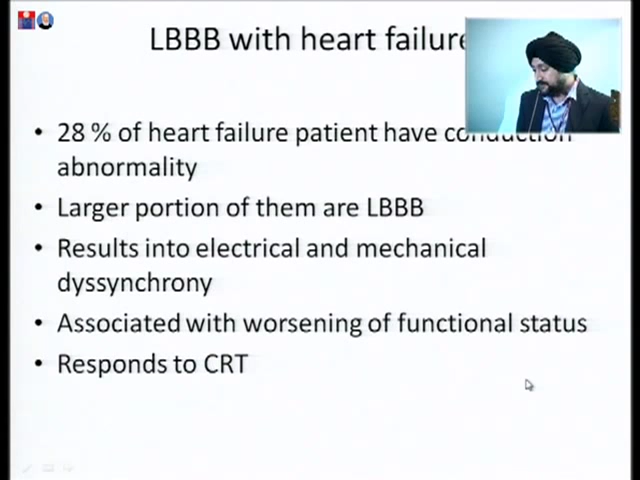 LBBB with heart failure
• 28 % of heart failure patient have conduction
abnormality
• Larger portion of them are LBBB
• Results into electrical and mechanical
dyssynchrony
• Associated with worsening of functional status
• Responds to CRT